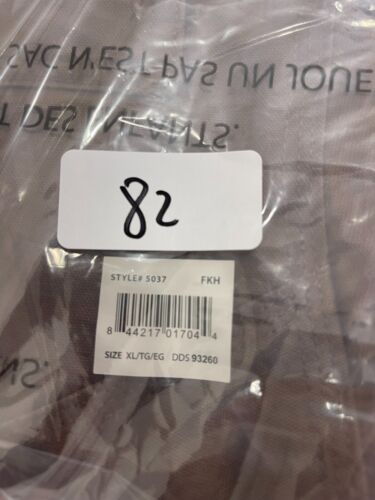 SAC N'EST PAS UN JOUE
T DES ENFANTS.
82
STYLE# 5037 FKH
8 44217 01704 4
SIZE XL/TG/EG DDS 93260
NS.